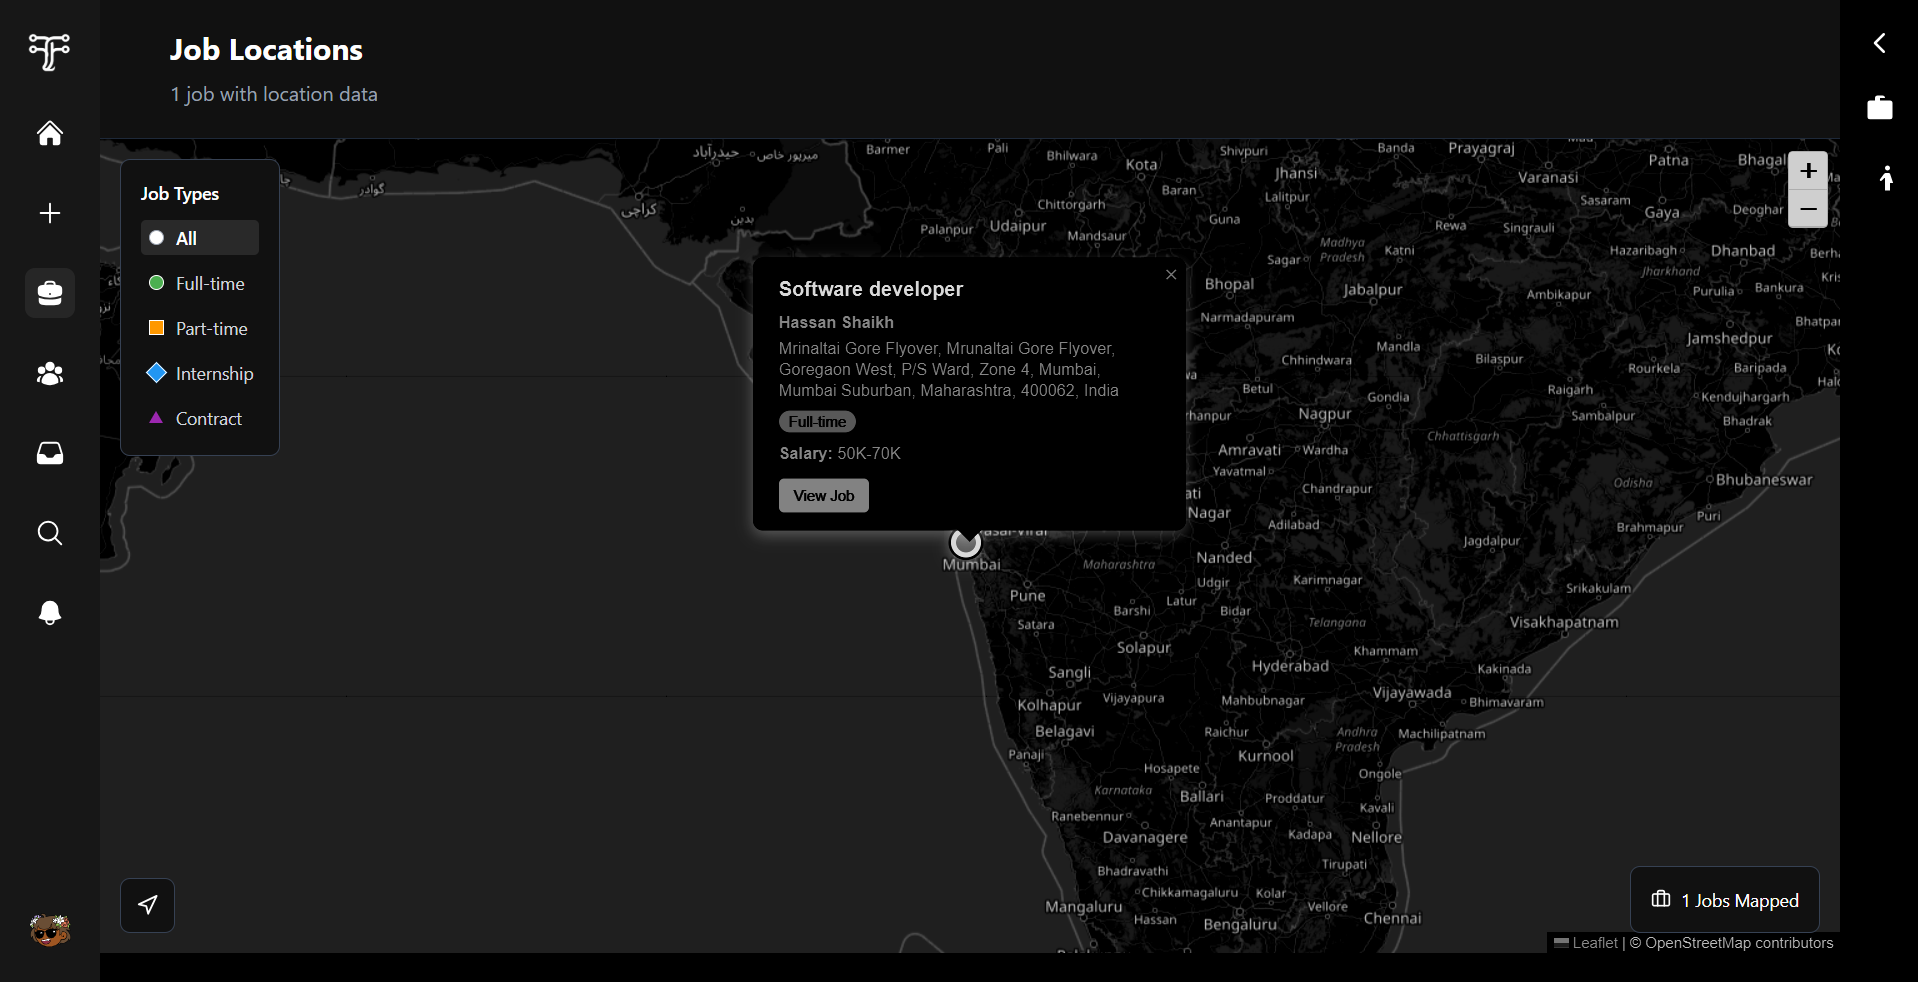 Job Locations
1 job with location data
Job Types
All
Full-time
Part-time
Internship
Contract
Software developer
Hassan Shaikh
Mrinaltai Gore Flyover, Mrunaltai Gore Flyover,
Goregaon West, P/S Ward, Zone 4, Mumbai,
Mumbai Suburban, Maharashtra, 400062, India
Full-time
Salary: 50K-70K
View Job
+
−
گوادر
کراچی
حیدرآباد
میرپور خاص
بدین
Barmer
Pali
Bhilwara
Kota
Shivpuri
Jhansi
Banda
Prayagraj
Varanasi
Patna
Baran
Lalitpur
Chittorgarh
Guna
Sasaram
Gaya
Deoghar
Palanpur
Udaipur
Mandsaur
Rewa
Singrauli
Madhya
Pradesh
Katni
Sagar
Hazaribagh
Dhanbad
Jharkhand
Bhopal
Jabalpur
Ambikapur
Purulia
Bankura
Narmadapuram
Jamshedpur
Chhindwara
Mandla
Bilaspur
Rourkela
Baripada
Betul
Gondia
Raigarh
Kendujhargarh
Nagpur
Sambalpur
Bhadrak
Chhattisgarh
Amravati
Wardha
Yavatmal
Chandrapur
Odisha
Bhubaneswar
Nagar
Adilabad
Puri
Brahmapur
Jagdalpur
Mumbai
Maharashtra
Nanded
Udgir
Karimnagar
Srikakulam
Pune
Barshi
Latur
Bidar
Satara
Telangana
Visakhapatnam
Solapur
Khammam
Hyderabad
Kakinada
Sangli
Vijayapura
Mahbubnagar
Vijayawada
Bhimavaram
Kolhapur
Belagavi
Raichur
Andhra
Pradesh
Machilipatnam
Panaji
Kurnool
Hosapete
Ongole
Karnataka
Ballari
Proddatur
Kavali
Ranebennur
Anantapur
Kadapa
Nellore
Davanagere
Bhadravathi
Tirupati
Chikkamagaluru
Kolar
Mangaluru
Hassan
Bengaluru
Vellore
Chennai
1 Jobs Mapped
Leaflet | © OpenStreetMap contributors